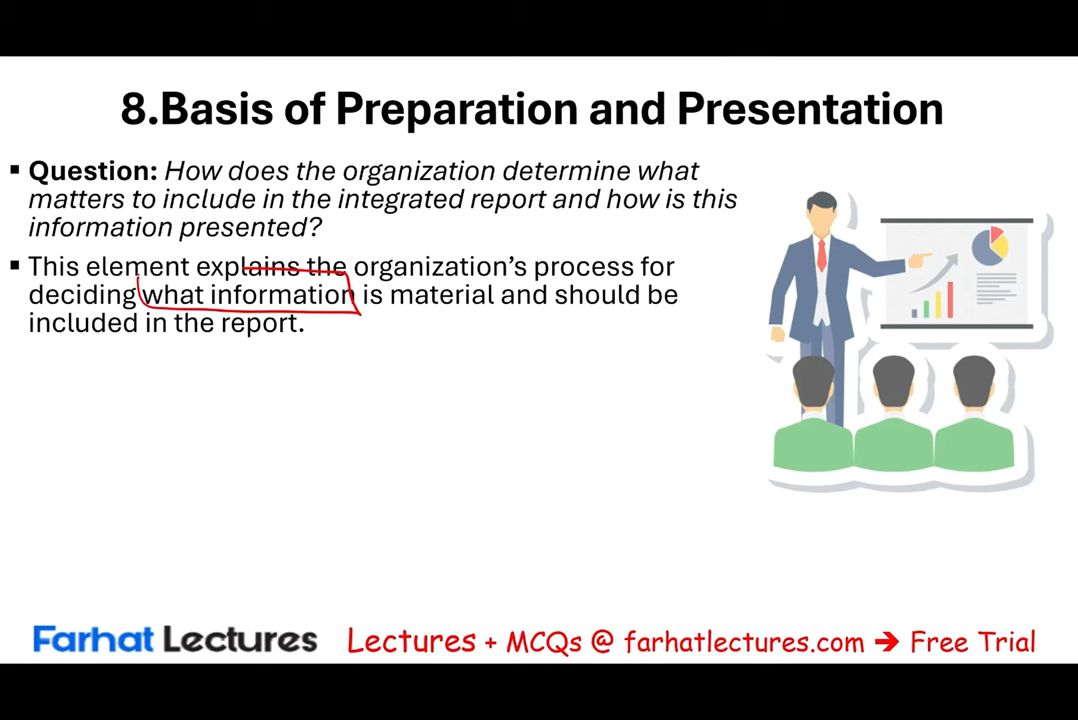 8.Basis of Preparation and Presentation
▪ Question: How does the organization determine what
matters to include in the integrated report and how is this
information presented?
▪ This element explains the organization's process for
deciding what information is material and should be
included in the report.
Farhat Lectures Lectures + MCQs @ farhatlectures.com ➔ Free Trial